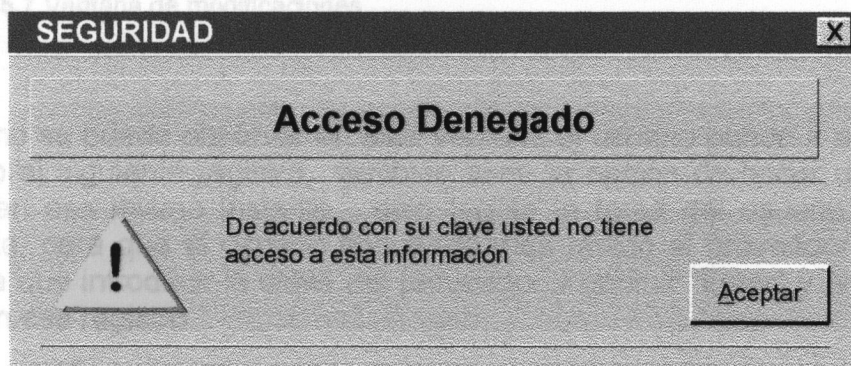 SEGURIDAD
X
Acceso Denegado
De acuerdo con su clave usted no tiene
acceso a esta información
!
Aceptar